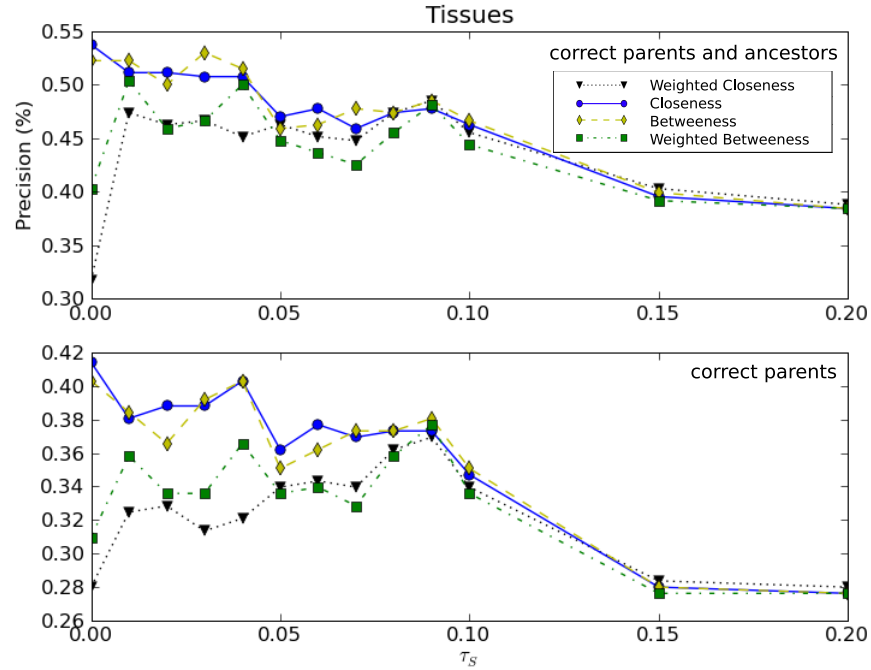 Tissues
0.55
0.50
0.45
0.40
0.35
0.30
Precision (%)
correct parents and ancestors
Weighted Closeness
Closeness
Betweeness
Weighted Betweeness
0.00 0.05 0.10 0.15 0.20
0.42
0.40
0.38
0.36
0.34
0.32
0.30
0.28
0.26
correct parents
0.00 0.05 0.10 0.15 0.20
τS